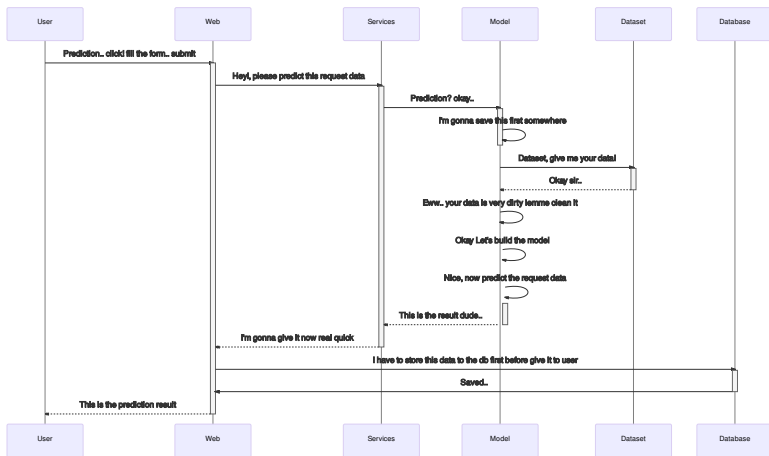 User
Web
Services
Model
Dataset
Database
Prediction.. click! fill the form.. submit
Hey!, please predict this request data
Prediction? okay..
I'm gonna save this first somewhere
Dataset, give me your data!
Okay sir..
Eww.. your data is very dirty lemme clean it
Okay Let's build the model
Nice, now predict the request data
This is the result dude..
I'm gonna give it now real quick
I have to store this data to the db first before give it to user
Saved..
This is the prediction result
User
Web
Services
Model
Dataset
Database